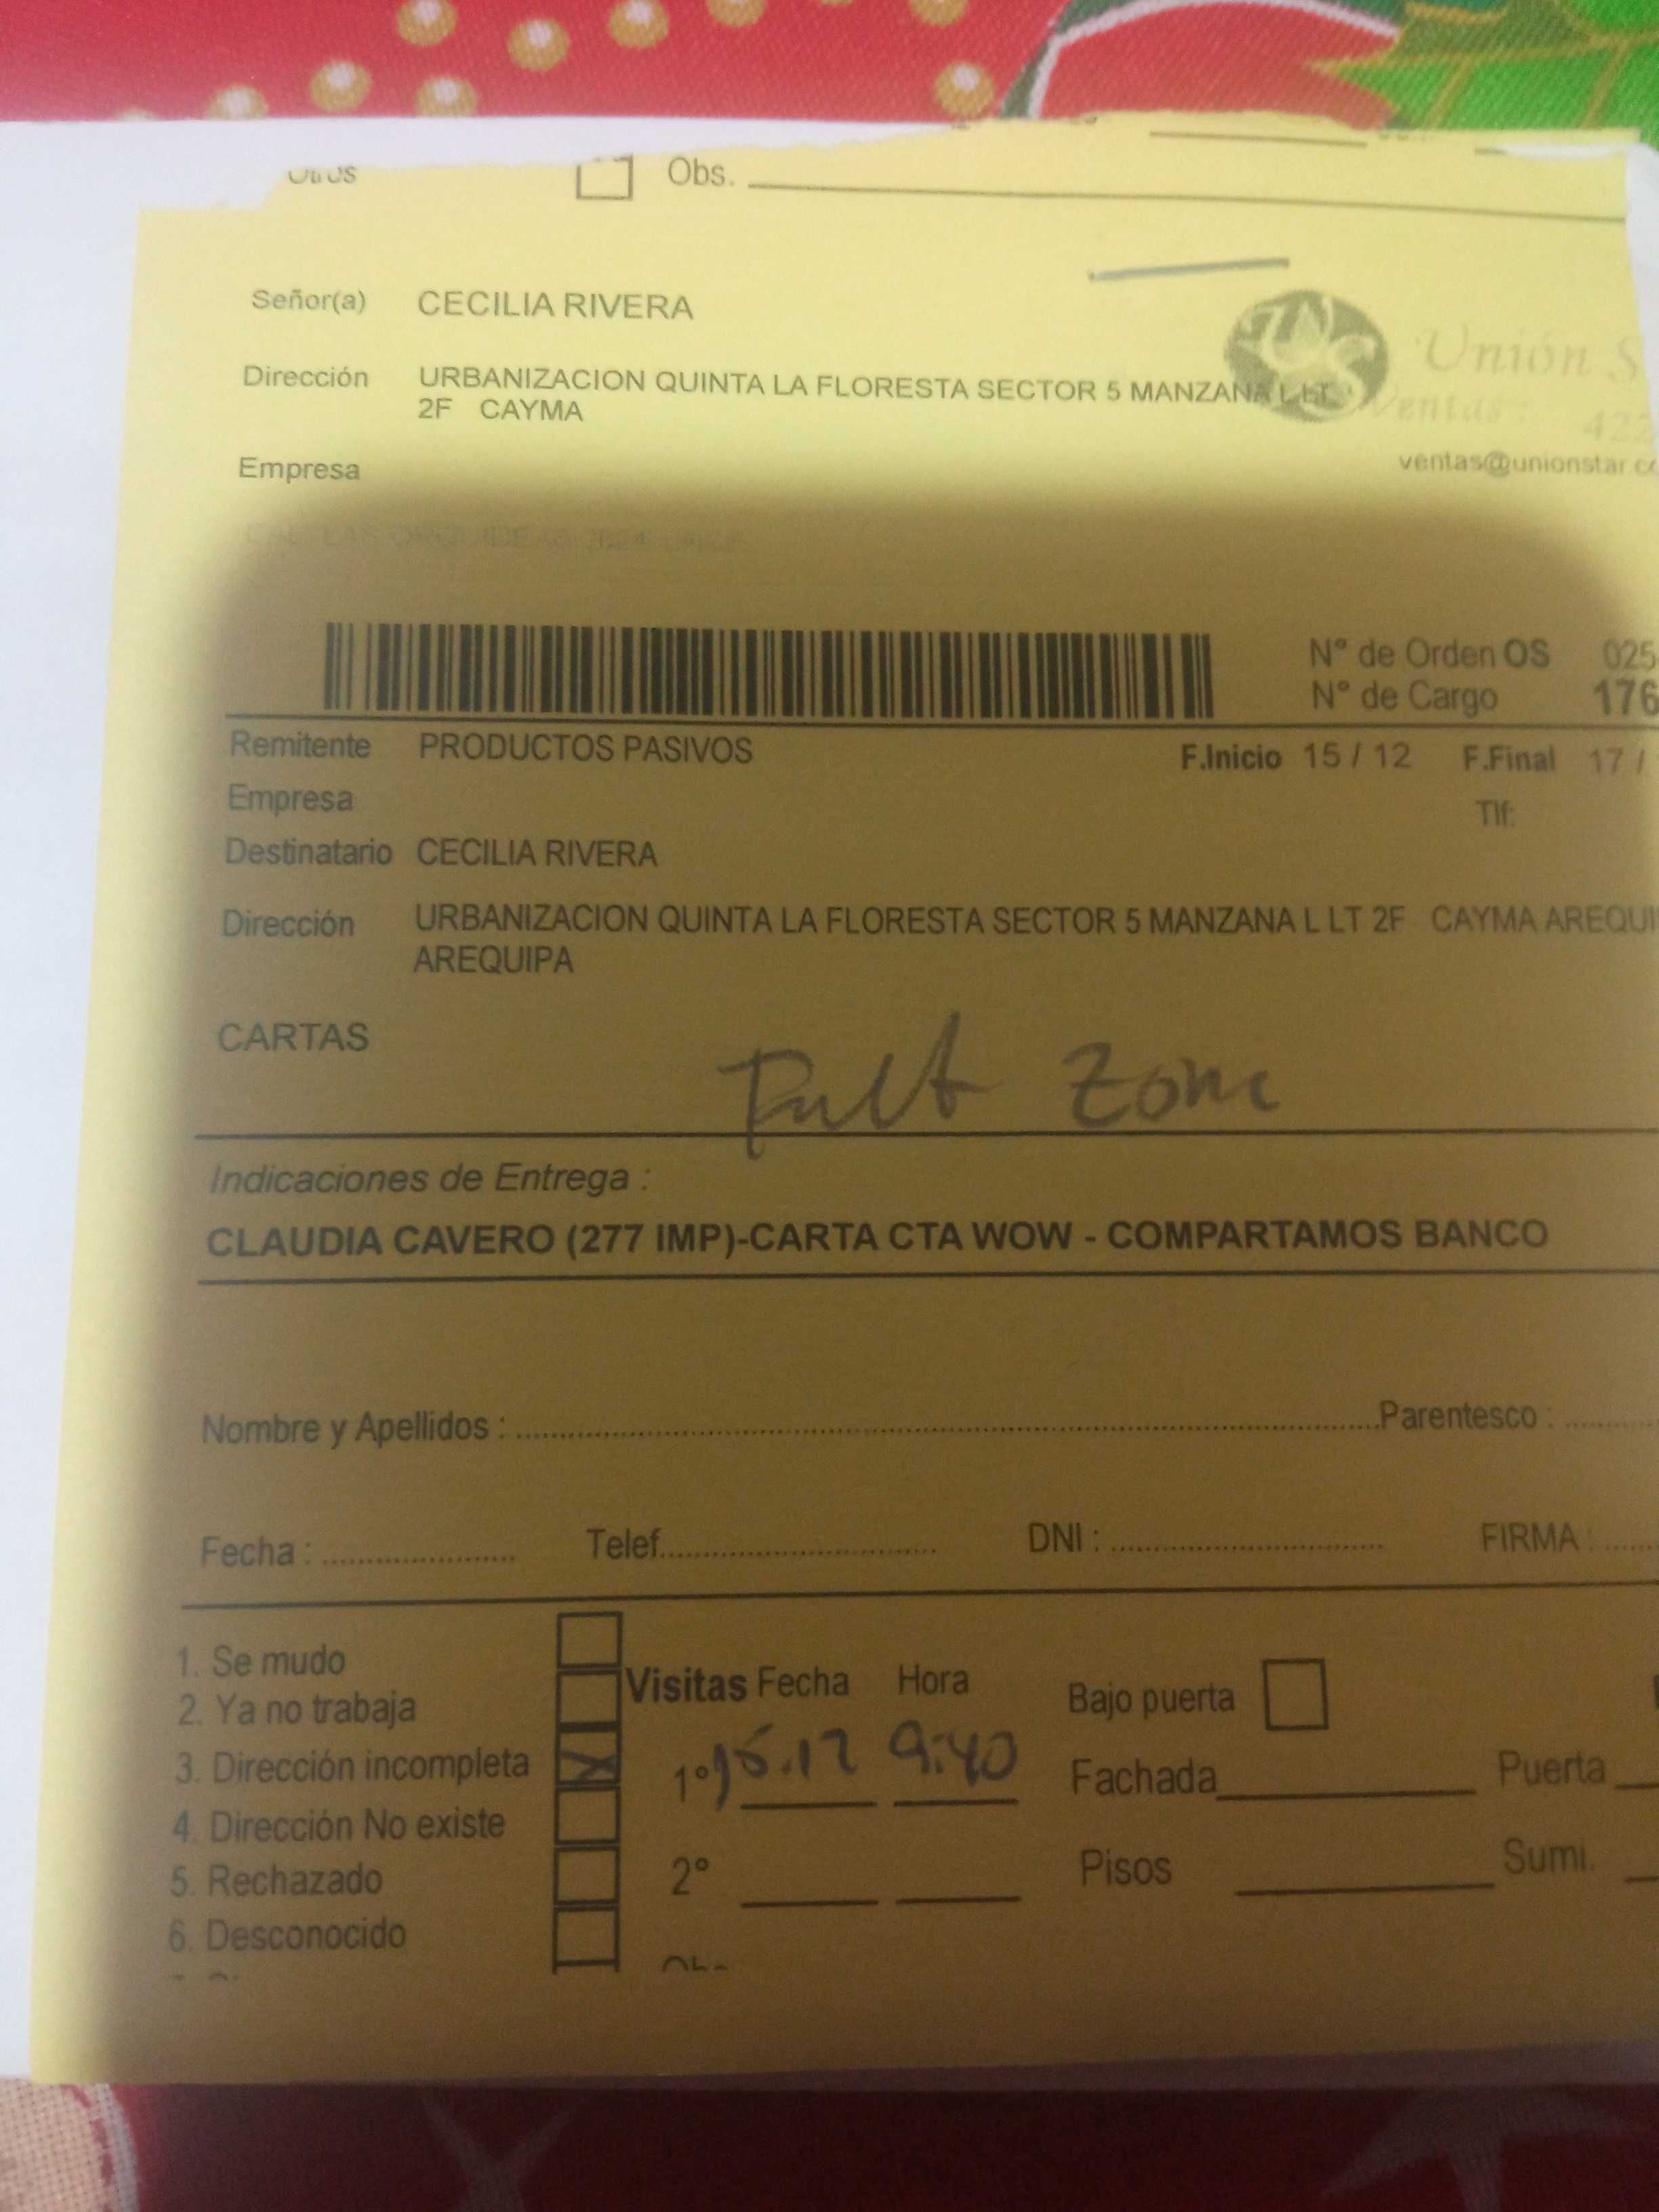 Otros Obs.
Señor(a) CECILIA RIVERA
Dirección URBANIZACION QUINTA LA FLORESTA SECTOR 5 MANZANA L LT
2F CAYMA
Unión S
Ventas : 422
ventas@unionstar.co
Empresa
N° de Orden OS 025
N° de Cargo 176
Remitente PRODUCTOS PASIVOS F.Inicio 15 / 12 F.Final 17 /
Empresa
Tlf:
Destinatario CECILIA RIVERA
Dirección URBANIZACION QUINTA LA FLORESTA SECTOR 5 MANZANA L LT 2F CAYMA AREQUI
AREQUIPA
CARTAS
Falt Zona
Indicaciones de Entrega :
CLAUDIA CAVERO (277 IMP)-CARTA CTA WOW - COMPARTAMOS BANCO
Nombre y Apellidos : Parentesco :
Fecha : Telef. DNI : FIRMA :
1. Se mudo
2. Ya no trabaja
3. Dirección incompleta
4. Dirección No existe
5. Rechazado
6. Desconocido
Visitas Fecha Hora
1° 15.12 9:40
2°
Bajo puerta
Fachada Puerta
Pisos Sumi.